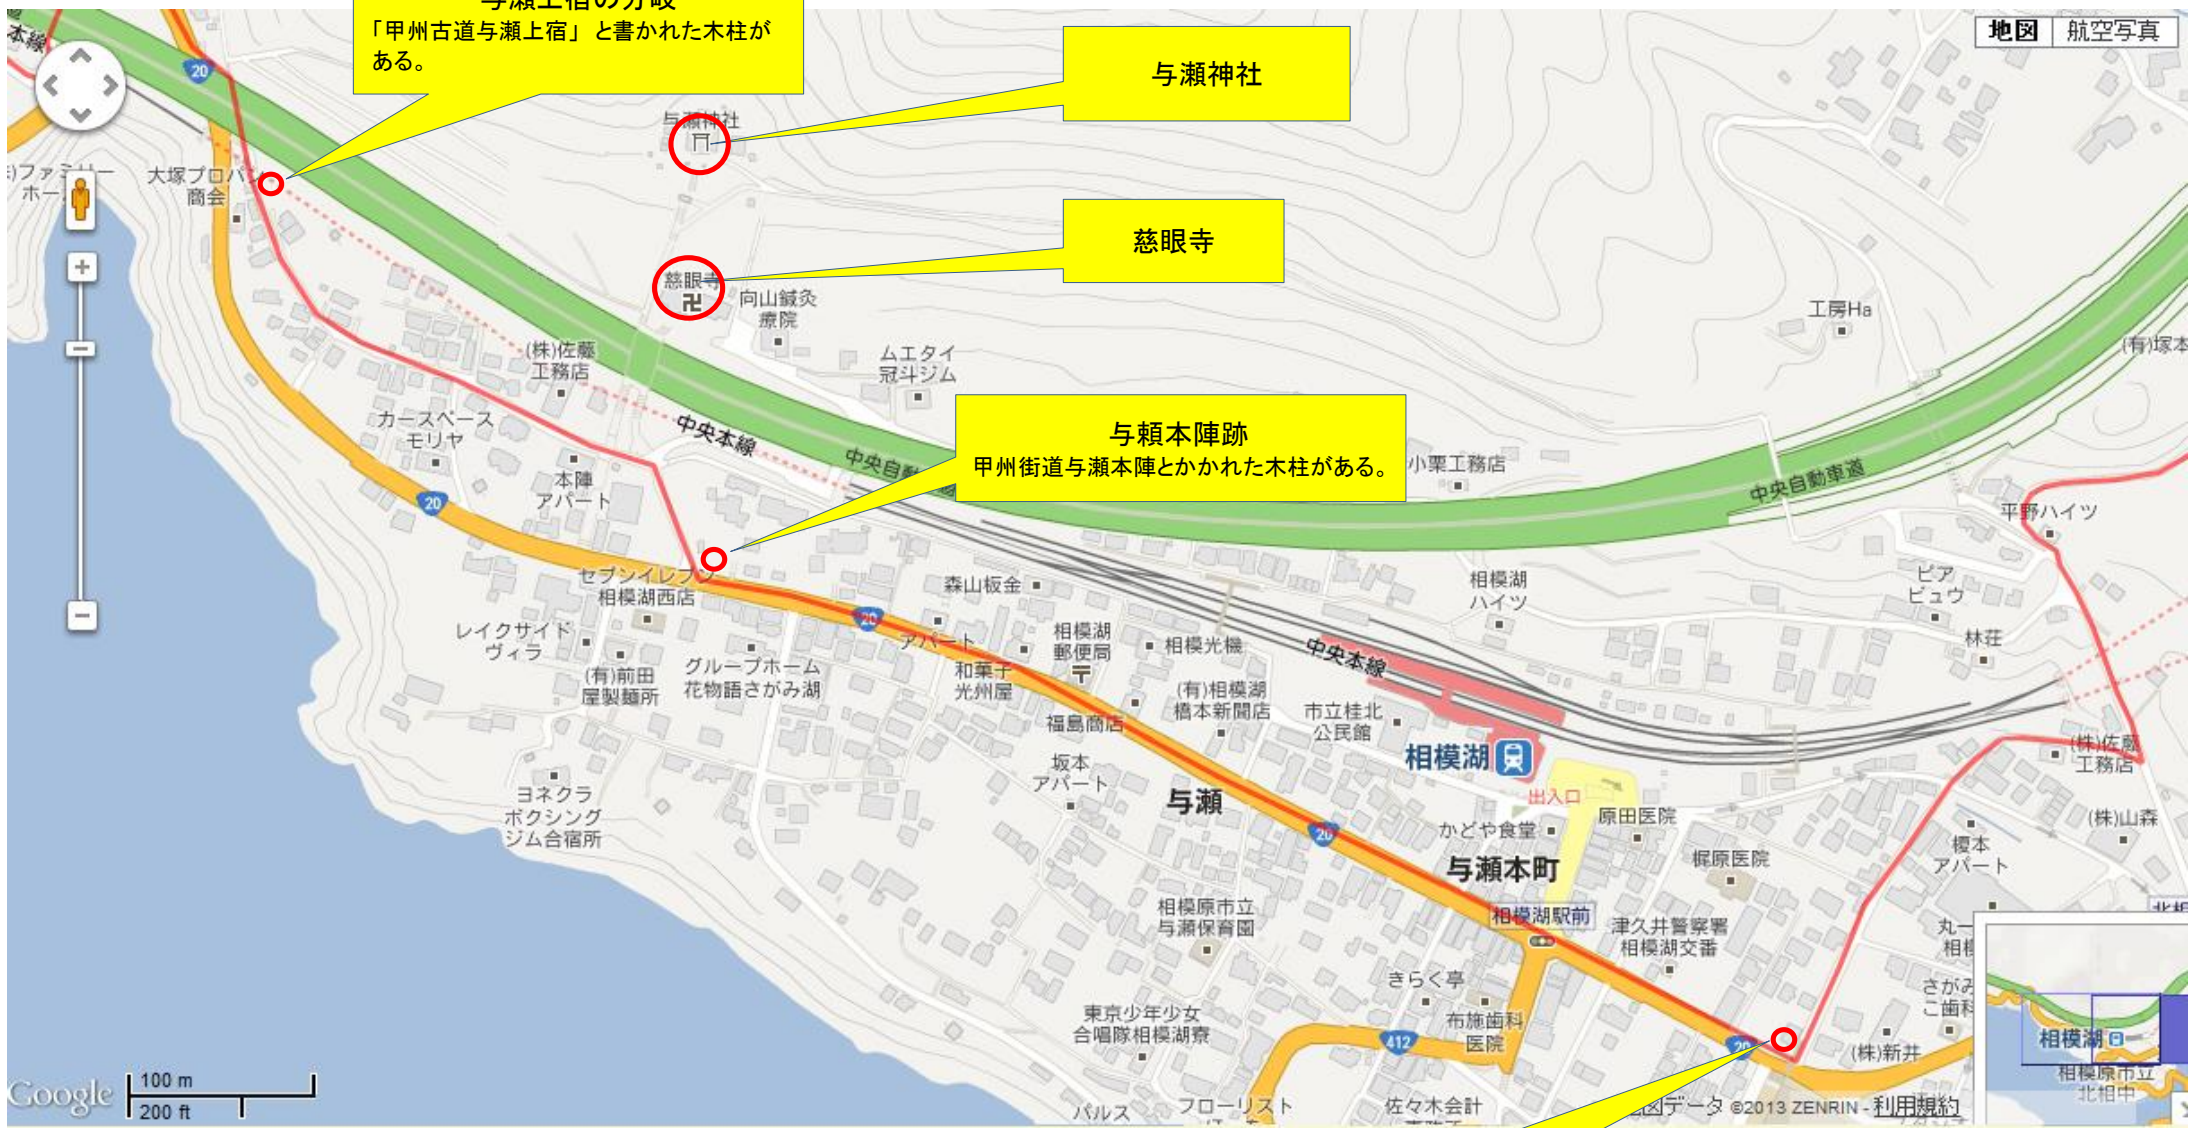 与瀬上宿の分岐
「甲州古道与瀬上宿」と書かれた木柱が
ある。
与瀬神社
慈眼寺
与頼本陣跡
甲州街道与瀬本陣とかかれた木柱がある。
地図
航空写真
本線
20
与瀬神社
大塚プロパン
商会
慈眼寺
向山鍼灸
療院
ムエタイ
冠斗ジム
工房Ha
(有)塚本
(株)佐藤
工務店
カースペース
モリヤ
中央本線
中央自動
小栗工務店
中央自動車道
本陣
アパート
20
平野ハイツ
セブンイレブン
相模湖西店
森山板金
相模湖
ハイツ
ピア
ビュウ
林荘
レイクサイド
ヴィラ
20
アパート
相模湖
郵便局
相模光機
中央本線
(有)前田
屋製麺所
グループホーム
花物語さがみ湖
和菓子
光州屋
(有)相模湖
橋本新聞店
福島商店
市立桂北
公民館
相模湖
出入口
(株)佐藤
工務店
坂本
アパート
ヨネクラ
ボクシング
ジム合宿所
与瀬
20
かどや食堂
原田医院
(株)山森
与瀬本町
梶原医院
榎本
アパート
相模原市立
与瀬保育園
相模湖駅前
津久井警察署
相模湖交番
きらく亭
布施歯科
医院
東京少年少女
合唱隊相模湖寮
412
20
(株)新井
さがみ
こ歯科
相模湖
相模原市立
北相中
Google
100 m
200 ft
パルス
フローリスト
佐々木会計
図データ ©2013 ZENRIN - 利用規約